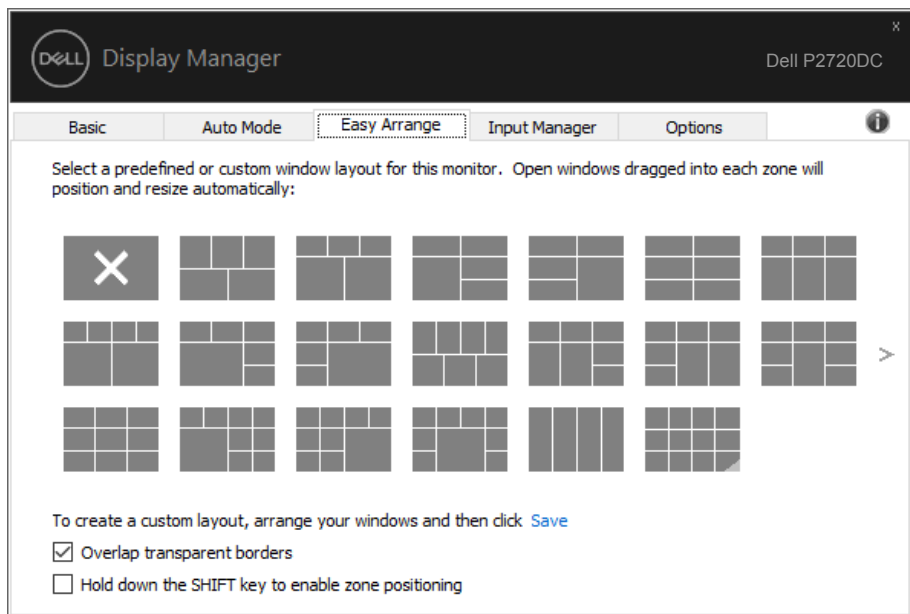 x
DELL Display Manager
Dell P2720DC
Basic Auto Mode Easy Arrange Input Manager Options
Select a predefined or custom window layout for this monitor. Open windows dragged into each zone will
position and resize automatically:
>
To create a custom layout, arrange your windows and then click Save
Overlap transparent borders
Hold down the SHIFT key to enable zone positioning